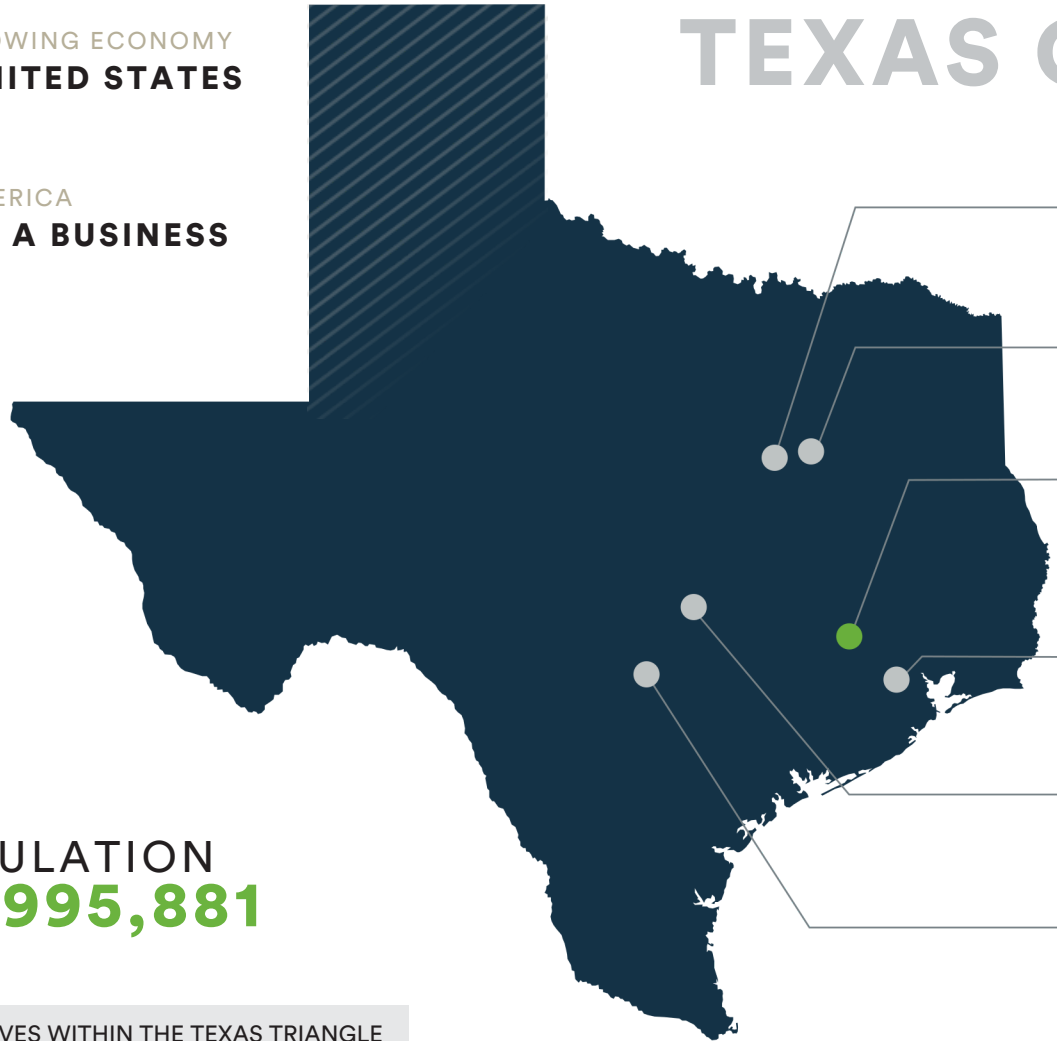 OWING ECONOMY
NITED STATES
TEXAS
ERICA
A BUSINESS
ULATION
995,881
VES WITHIN THE TEXAS TRIANGLE